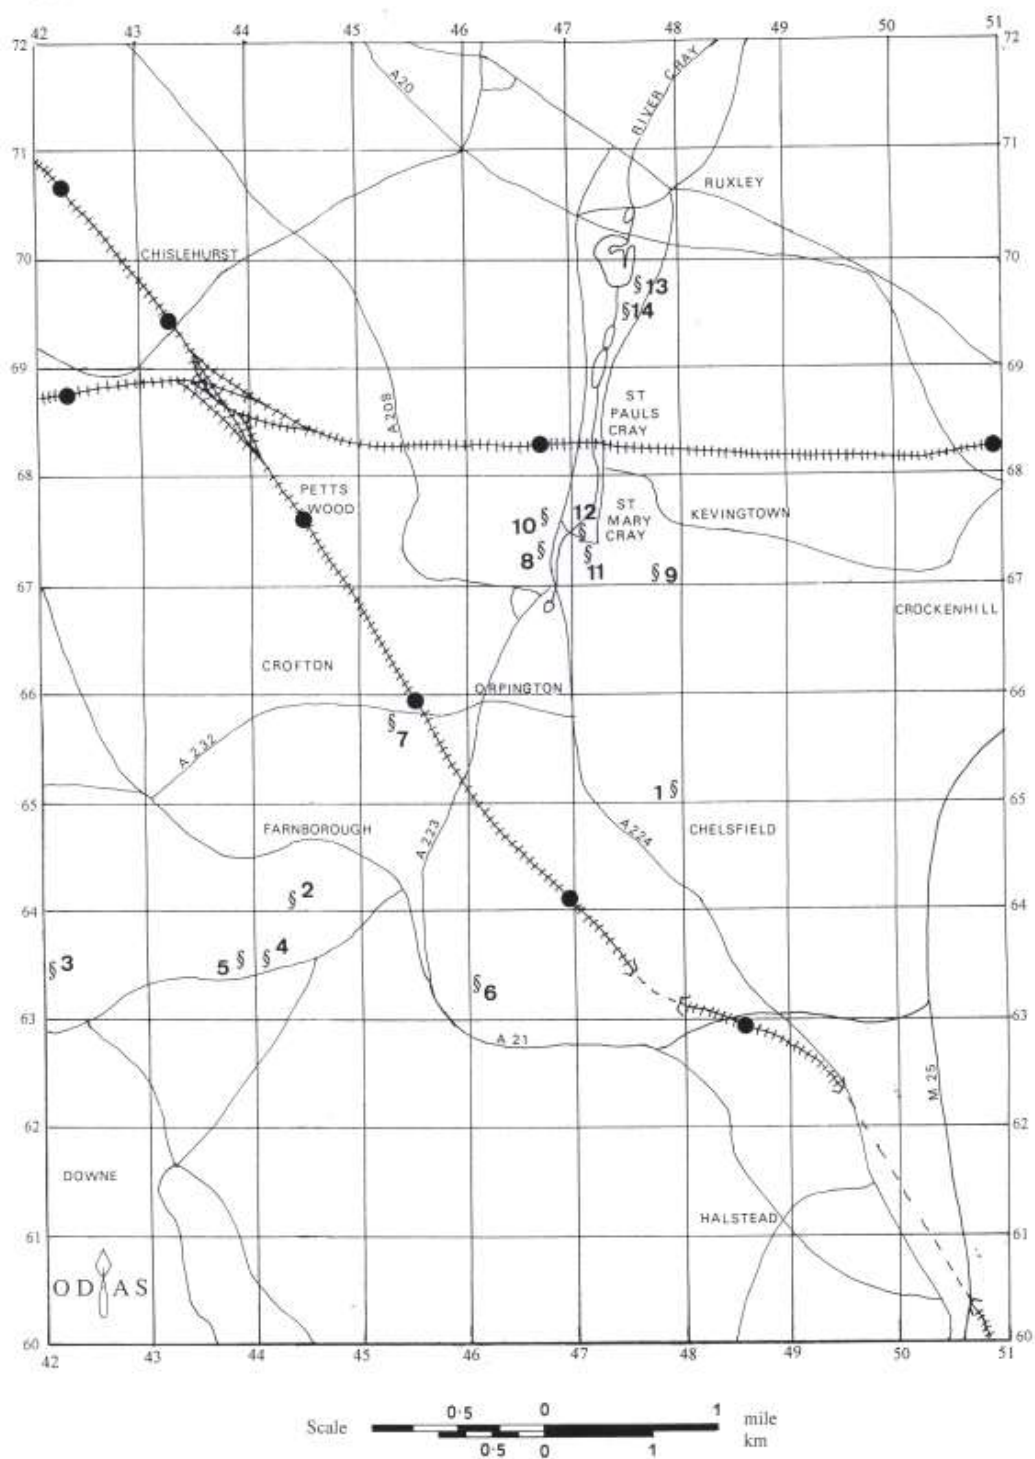 42 43 44 45 46 47 48 49 50 51
72 72
A20
RIVER CRAY
71 71
RUXLEY
CHISLEHURST
70 70
§13
§14
69 69
ST
PAULS
CRAY
A208
68 68
PETTS
WOOD
10 §
12 §
ST
MARY
CRAY
KEVINGTOWN
8 §
§ 11
§ 9
67 67
CROCKENHILL
CROFTON
ORPINGTON
66 66
§ 7
A 232
1 §
65 65
FARNBOROUGH
A 223
A224
CHELSFIELD
§ 2
64 64
§ 3
5 §
§ 4
§ 6
63 63
A 21
M 25
62 62
DOWNE
HALSTEAD
61 61
OD AS
60 60
42 43 44 45 46 47 48 49 50 51
Scale
0·5 0 1 mile
0·5 0 1 km